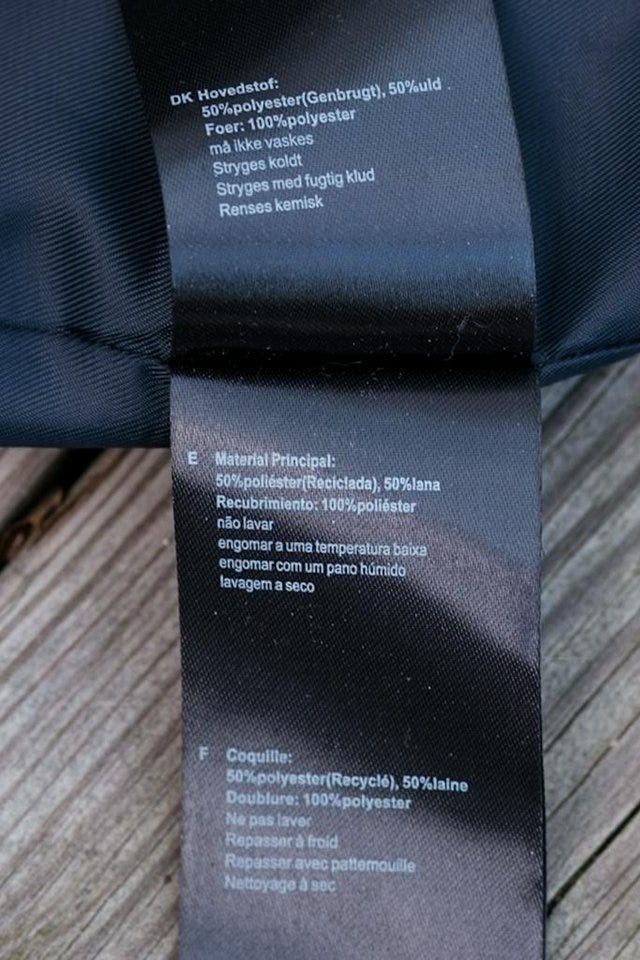 DK Hovedstof:
50%polyester(Genbrugt), 50%uld
Foer: 100%polyester
må ikke vaskes
Stryges koldt
Stryges med fugtig klud
Renses kemisk
E Material Principal:
50%poliéster(Reciclada), 50%lana
Recubrimiento: 100%poliéster
não lavar
engomar a uma temperatura baixa
engomar com um pano húmido
lavagem a seco
F Coquille:
50%polyester(Recyclé), 50%laine
Doublure: 100%polyester
Ne pas laver
Repasser à froid
Repasser avec pattemouille
Nettoyage à sec